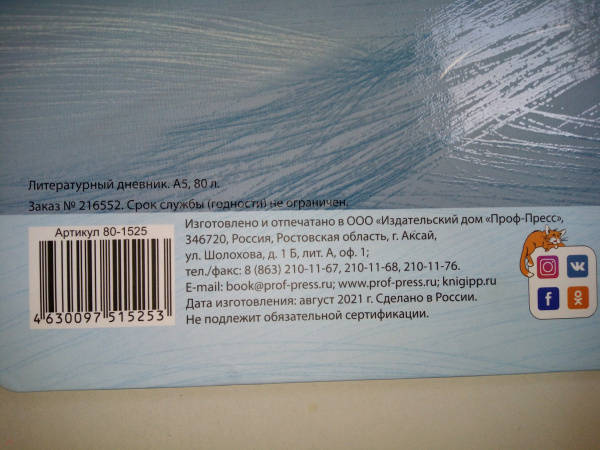 Литературный дневник. А5, 80 л.
Заказ № 216552. Срок службы (годности) не ограничен.
Артикул 80-1525
4630097515253
Изготовлено и отпечатано в ООО «Издательский дом «Проф-Пресс»,
346720, Россия, Ростовская область, г. Аксай,
ул. Шолохова, д. 1 Б, лит. А, оф. 1;
тел./факс: 8 (863) 210-11-67, 210-11-68, 210-11-76.
E-mail: book@prof-press.ru; www.prof-press.ru; knigipp.ru
Дата изготовления: август 2021 г. Сделано в России.
Не подлежит обязательной сертификации.